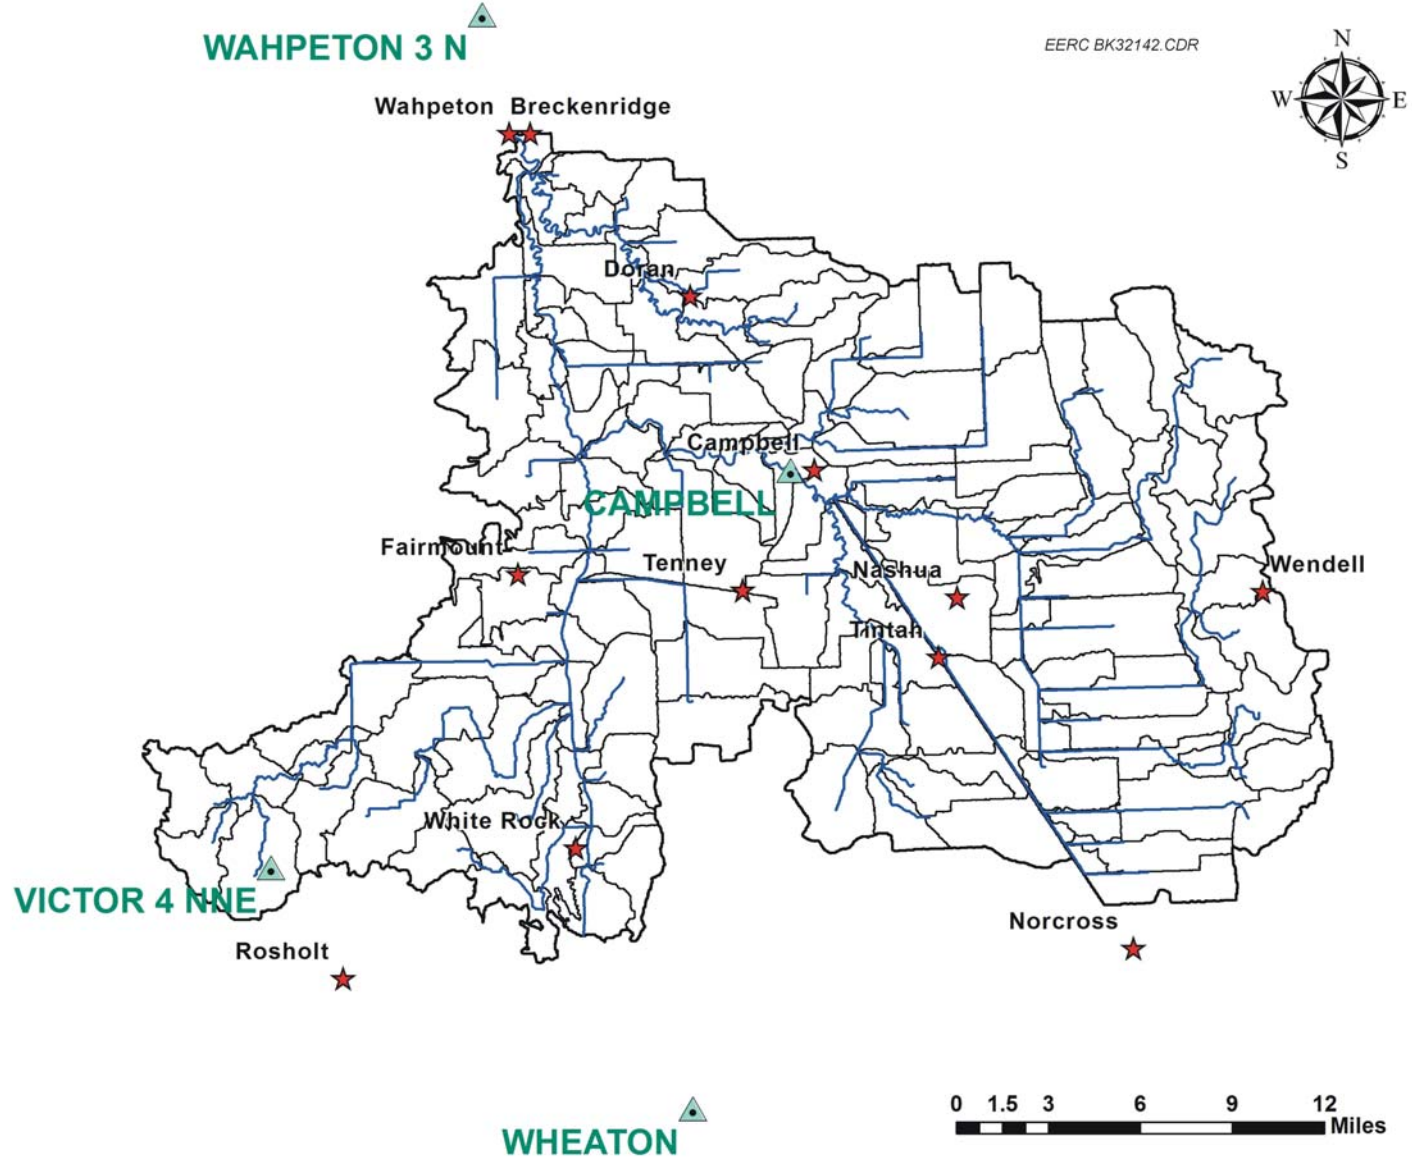 WAHPETON 3 N
EERC BK32142.CDR
N
W E
S
Wahpeton Breckenridge
Doran
Campbell
CAMPBELL
Fairmount
Tenney
Nashua
Wendell
Tintah
White Rock
VICTOR 4 NNE
Norcross
Rosholt
0 1.5 3 6 9 12
Miles
WHEATON